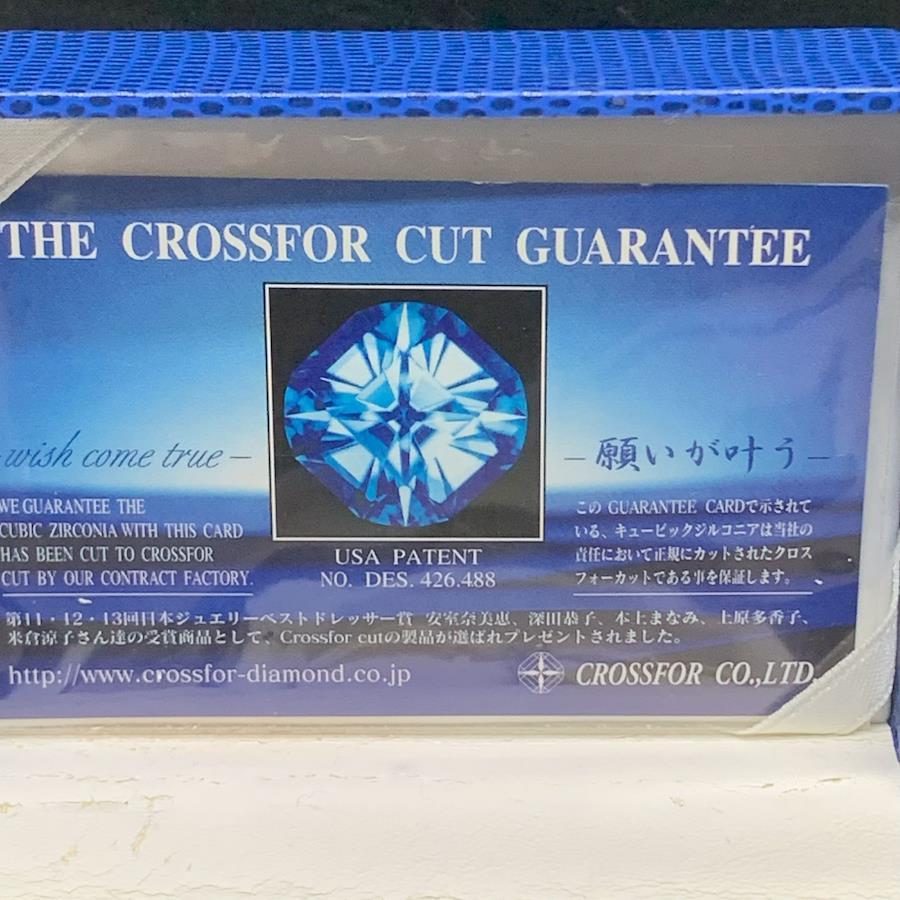 THE CROSSFOR CUT GUARANTEE
wish come true –
– 願いが叶う –
WE GUARANTEE THE
CUBIC ZIRCONIA WITH THIS CARD
HAS BEEN CUT TO CROSSFOR
CUT BY OUR CONTRACT FACTORY.
USA PATENT
NO. DES. 426.488
この GUARANTEE CARDで示されて
いる、キュービックジルコニアは当社の
責任において正規にカットされたクロス
フォーカットである事を保証します。
第11・12・13回日本ジュエリーベストドレッサー賞 安室奈美恵、深田恭子、本上まなみ、上原多香子、
米倉涼子さん達の受賞商品として、Crossfor cutの製品が選ばれプレゼントされました。
http://www.crossfor-diamond.co.jp
CROSSFOR CO.,LTD.